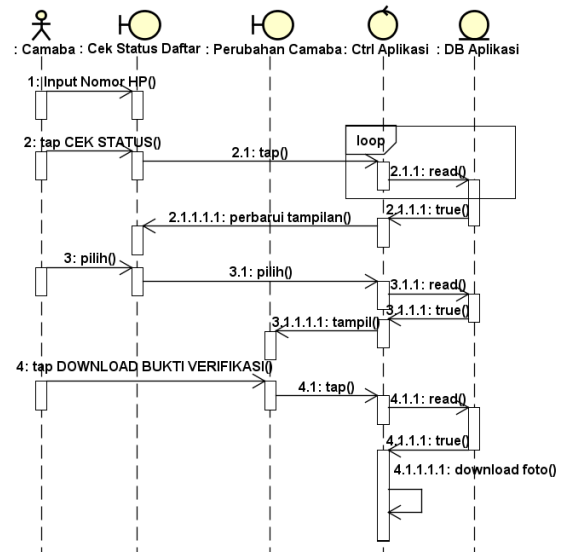 : Camaba : Cek Status Daftar : Perubahan Camaba : Ctrl Aplikasi : DB Aplikasi
1: Input Nomor HP()
2: tap CEK STATUS()
loop
2.1: tap()
2.1.1: read()
2.1.1.1: true()
2.1.1.1.1: perbarui tampilan()
3: pilih()
3.1: pilih()
3.1.1: read()
3.1.1.1: true()
3.1.1.1.1: tampil()
4: tap DOWNLOAD BUKTI VERIFIKASI()
4.1: tap()
4.1.1: read()
4.1.1.1: true()
4.1.1.1.1: download foto()